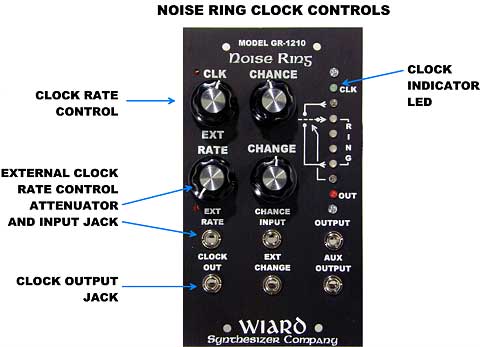 NOISE RING CLOCK CONTROLS
MODEL GR-1210
Noise Ring
CLK CHANCE
CLK
CLOCK RATE
CONTROL
CLOCK
INDICATOR
LED
EXT
RATE
CHANGE
RING
EXTERNAL CLOCK
RATE CONTROL
ATTENUATOR
AND INPUT JACK
OUT
EXT
RATE
CHANCE
INPUT
OUTPUT
CLOCK
OUT
EXT
CHANGE
AUX
OUTPUT
CLOCK OUTPUT
JACK
WIARD
Synthesizer Company